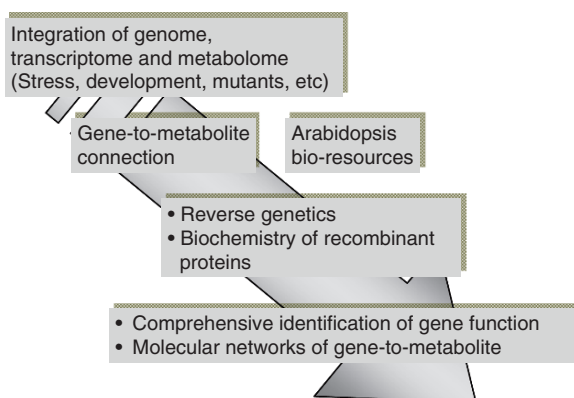 Integration of genome,
transcriptome and metabolome
(Stress, development, mutants, etc)
Gene-to-metabolite
connection
Arabidopsis
bio-resources
• Reverse genetics
• Biochemistry of recombinant
proteins
• Comprehensive identification of gene function
• Molecular networks of gene-to-metabolite